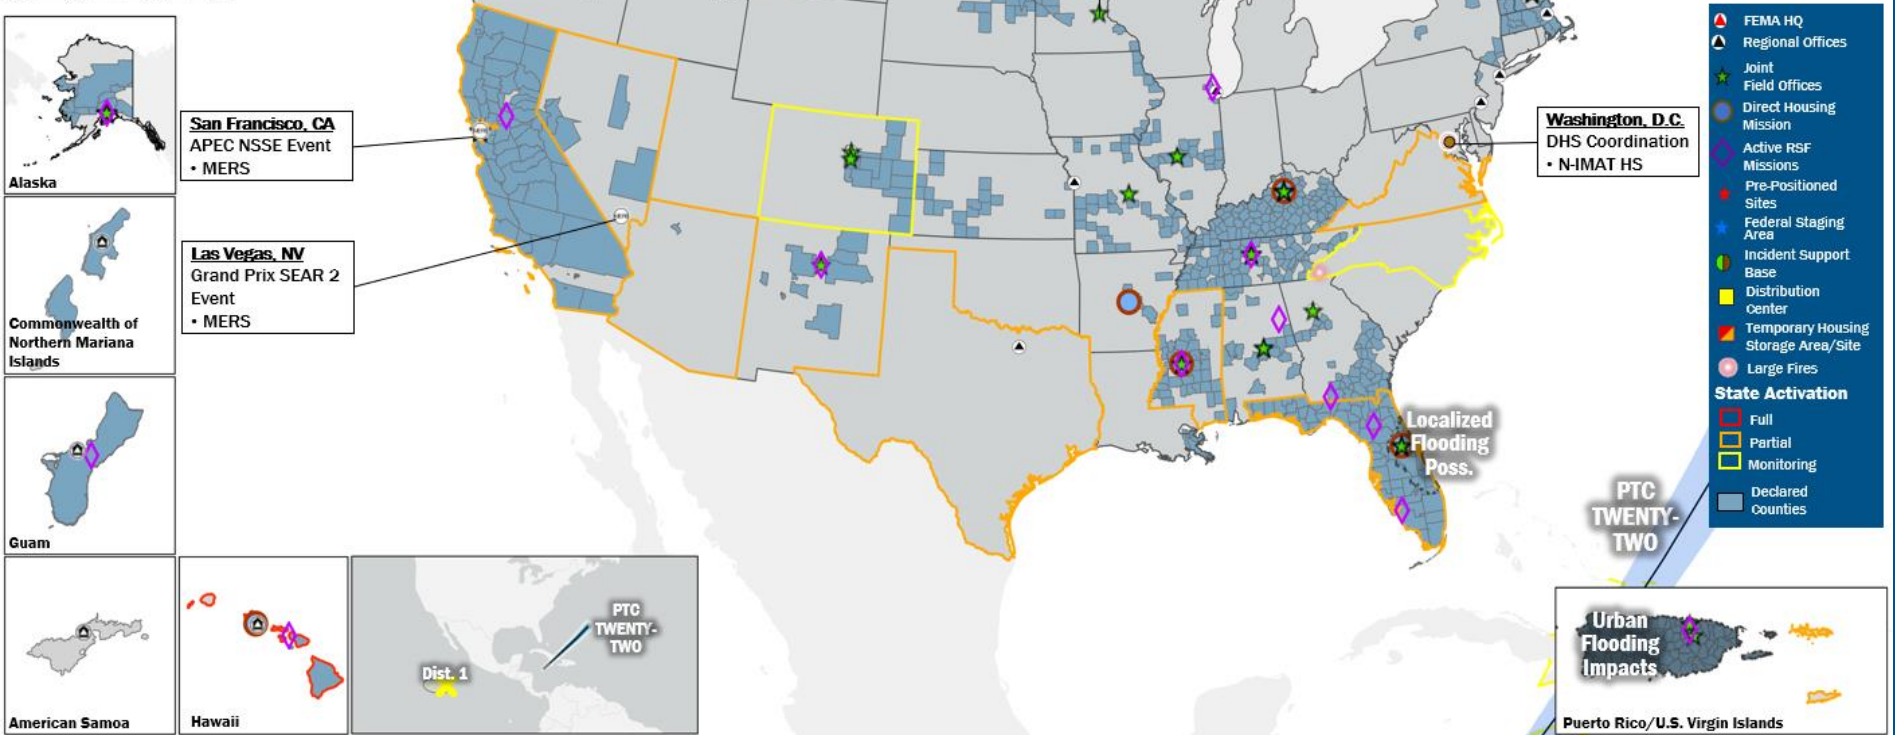 Alaska
San Francisco, CA
APEC NSSE Event
• MERS
Commonwealth of
Northern Mariana
Islands
Las Vegas, NV
Grand Prix SEAR 2
Event
• MERS
Guam
American Samoa
Hawaii
Dist. 1
PTC
TWENTY-
TWO
Washington, D.C.
DHS Coordination
• N-IMAT HS
Localized
Flooding
Poss.
PTC
TWENTY-
TWO
Urban
Flooding
Impacts
Puerto Rico/U.S. Virgin Islands
FEMA HQ
Regional Offices
Joint
Field Offices
Direct Housing
Mission
Active RSF
Missions
Pre-Positioned
Sites
Federal Staging
Area
Incident Support
Base
Distribution
Center
Temporary Housing
Storage Area/Site
Large Fires
State Activation
Full
Partial
Monitoring
Declared
Counties